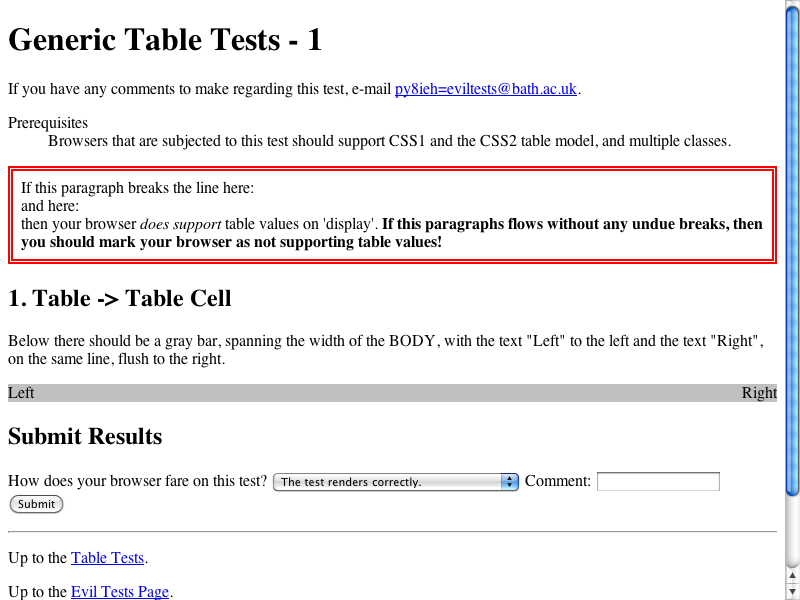 Generic Table Tests - 1
If you have any comments to make regarding this test, e-mail py8ieh=eviltests@bath.ac.uk.
Prerequisites
Browsers that are subjected to this test should support CSS1 and the CSS2 table model, and multiple classes.
If this paragraph breaks the line here:
and here:
then your browser does support table values on 'display'. If this paragraphs flows without any undue breaks, then
you should mark your browser as not supporting table values!
1. Table -> Table Cell
Below there should be a gray bar, spanning the width of the BODY, with the text "Left" to the left and the text "Right",
on the same line, flush to the right.
Left Right
Submit Results
How does your browser fare on this test? The test renders correctly. Comment:
Submit
Up to the Table Tests.
Up to the Evil Tests Page.